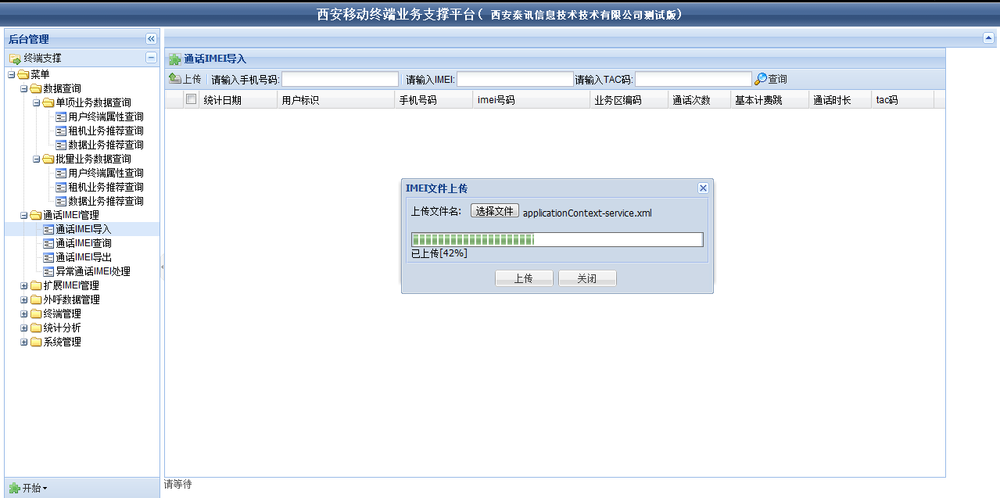 西安移动终端业务支撑平台( 西安泰讯信息技术技术有限公司测试版)
后台管理
终端支撑
菜单
数据查询
单项业务数据查询
用户终端属性查询
租机业务推荐查询
数据业务推荐查询
批量业务数据查询
用户终端属性查询
租机业务推荐查询
数据业务推荐查询
通话IMEI管理
通话IMEI导入
通话IMEI查询
通话IMEI导出
异常通话IMEI处理
扩展IMEI管理
外呼数据管理
终端管理
统计分析
系统管理
开始
通话IMEI导入
上传 请输入手机号码: 请输入IMEI: 请输入TAC码: 查询
统计日期 用户标识 手机号码 imei号码 业务区编码 通话次数 基本计费跳 通话时长 tac码
IMEI文件上传
上传文件名: 选择文件 applicationContext-service.xml
已上传[42%]
上传 关闭
请等待